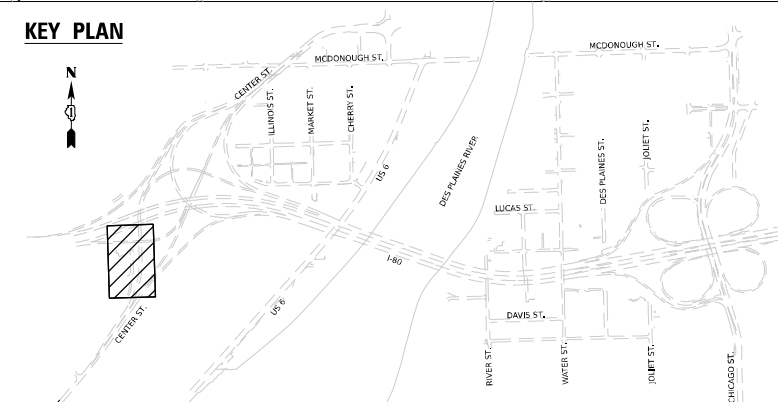 KEY PLAN
N
MCDONOUGH ST.
CENTER ST.
ILLINOIS ST.
MARKET ST.
CHERRY ST.
US 6
DES PLAINES RIVER
MCDONOUGH ST.
JOLIET ST.
DES PLAINES ST.
LUCAS ST.
I-80
US 6
CENTER ST.
DAVIS ST.
RIVER ST.
WATER ST.
JOLIET ST.
CHICAGO ST.